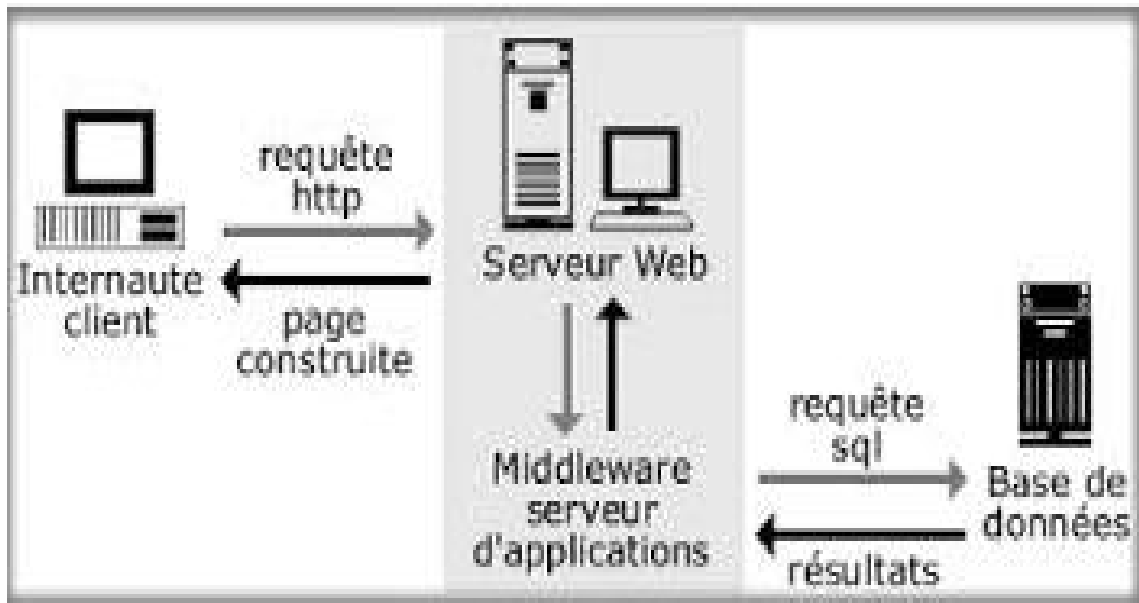 requête
http
Internaute
client
page
construite
Serveur Web
Middleware
serveur
d'applications
requête
sql
Base de
données
résultats